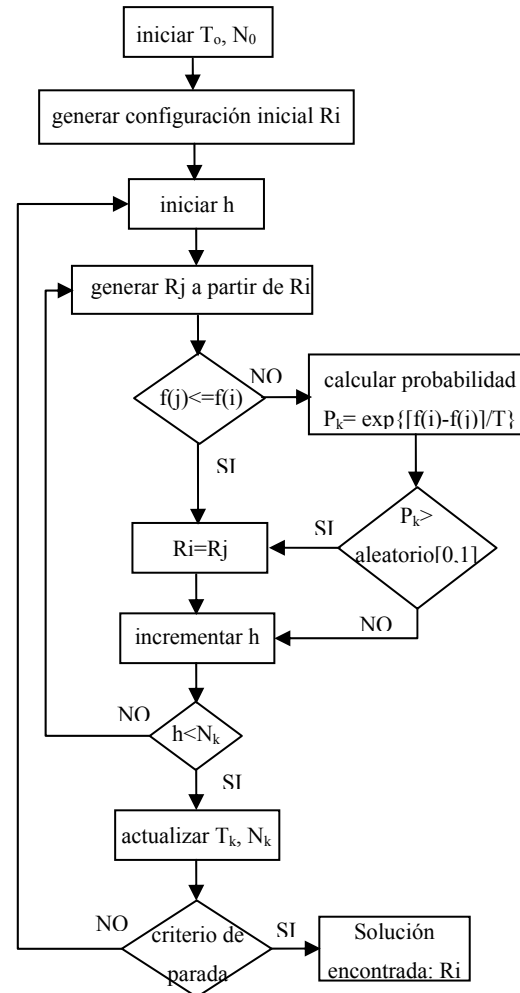 iniciar To, N0
generar configuración inicial Ri
iniciar h
generar Rj a partir de Ri
f(j)<=f(i)
NO
calcular probabilidad
Pk= exp{[f(i)-f(j)]/T}
SI
Pk>
aleatorio[0,1]
SI
Ri=Rj
NO
incrementar h
NO
h<Nk
SI
actualizar Tk, Nk
NO
criterio de
parada
SI
Solución
encontrada: Ri